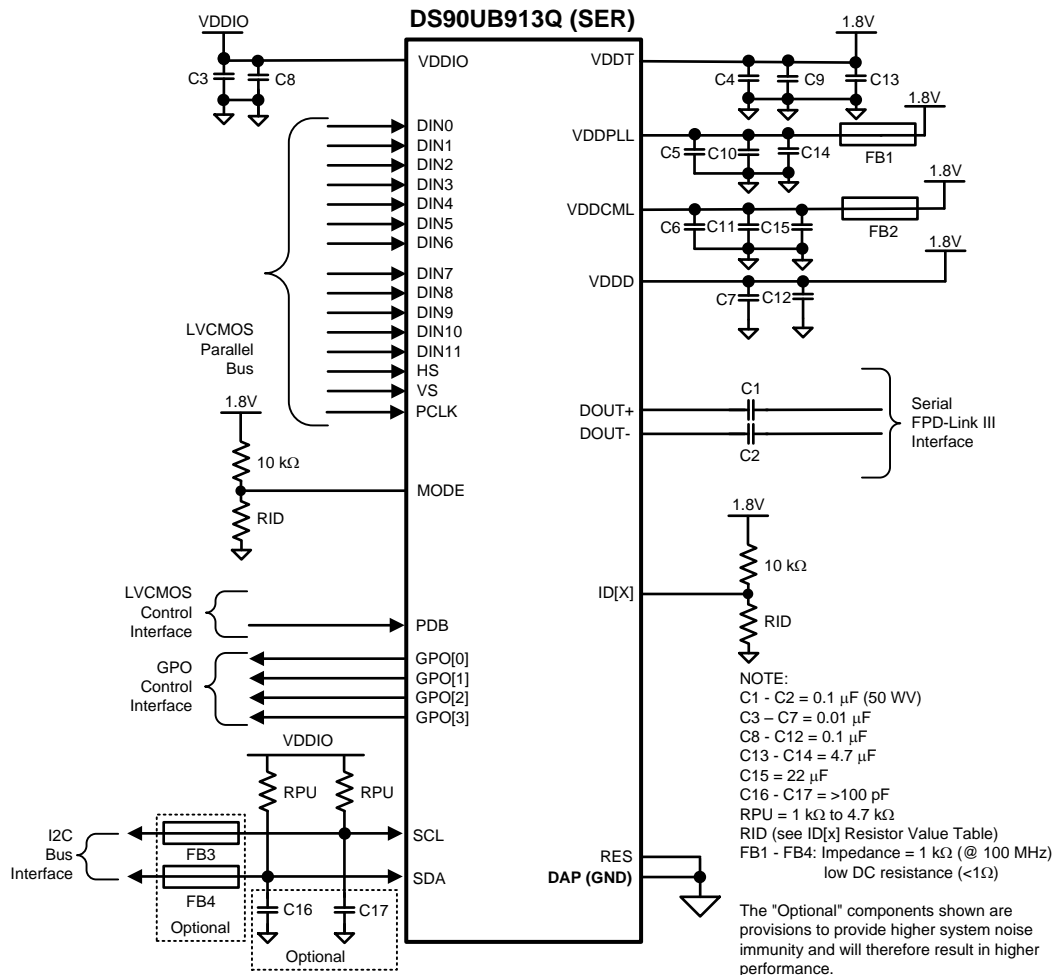 DS90UB913Q (SER)
VDDIO
C3
C8
VDDIO
DIN0
DIN1
DIN2
DIN3
DIN4
DIN5
DIN6
DIN7
DIN8
DIN9
DIN10
DIN11
HS
VS
PCLK
LVCMOS
Parallel
Bus
1.8V
10 kΩ
MODE
RID
LVCMOS
Control
Interface
PDB
GPO[0]
GPO[1]
GPO[2]
GPO[3]
GPO
Control
Interface
VDDIO
RPU
RPU
I2C
Bus
Interface
FB3
SCL
FB4
SDA
Optional
C16
C17
Optional
1.8V
VDDT
C4
C9
C13
1.8V
VDDPLL
C5
C10
C14
FB1
1.8V
VDDCML
C6
C11
C15
FB2
1.8V
VDDD
C7
C12
C1
DOUT+
DOUT-
C2
Serial
FPD-Link III
Interface
1.8V
10 kΩ
ID[X]
RID
RES
DAP (GND)
NOTE:
C1 - C2 = 0.1 μF (50 WV)
C3 – C7 = 0.01 μF
C8 - C12 = 0.1 μF
C13 - C14 = 4.7 μF
C15 = 22 μF
C16 - C17 = >100 pF
RPU = 1 kΩ to 4.7 kΩ
RID (see ID[x] Resistor Value Table)
FB1 - FB4: Impedance = 1 kΩ (@ 100 MHz)
low DC resistance (<1Ω)
The "Optional" components shown are
provisions to provide higher system noise
immunity and will therefore result in higher
performance.